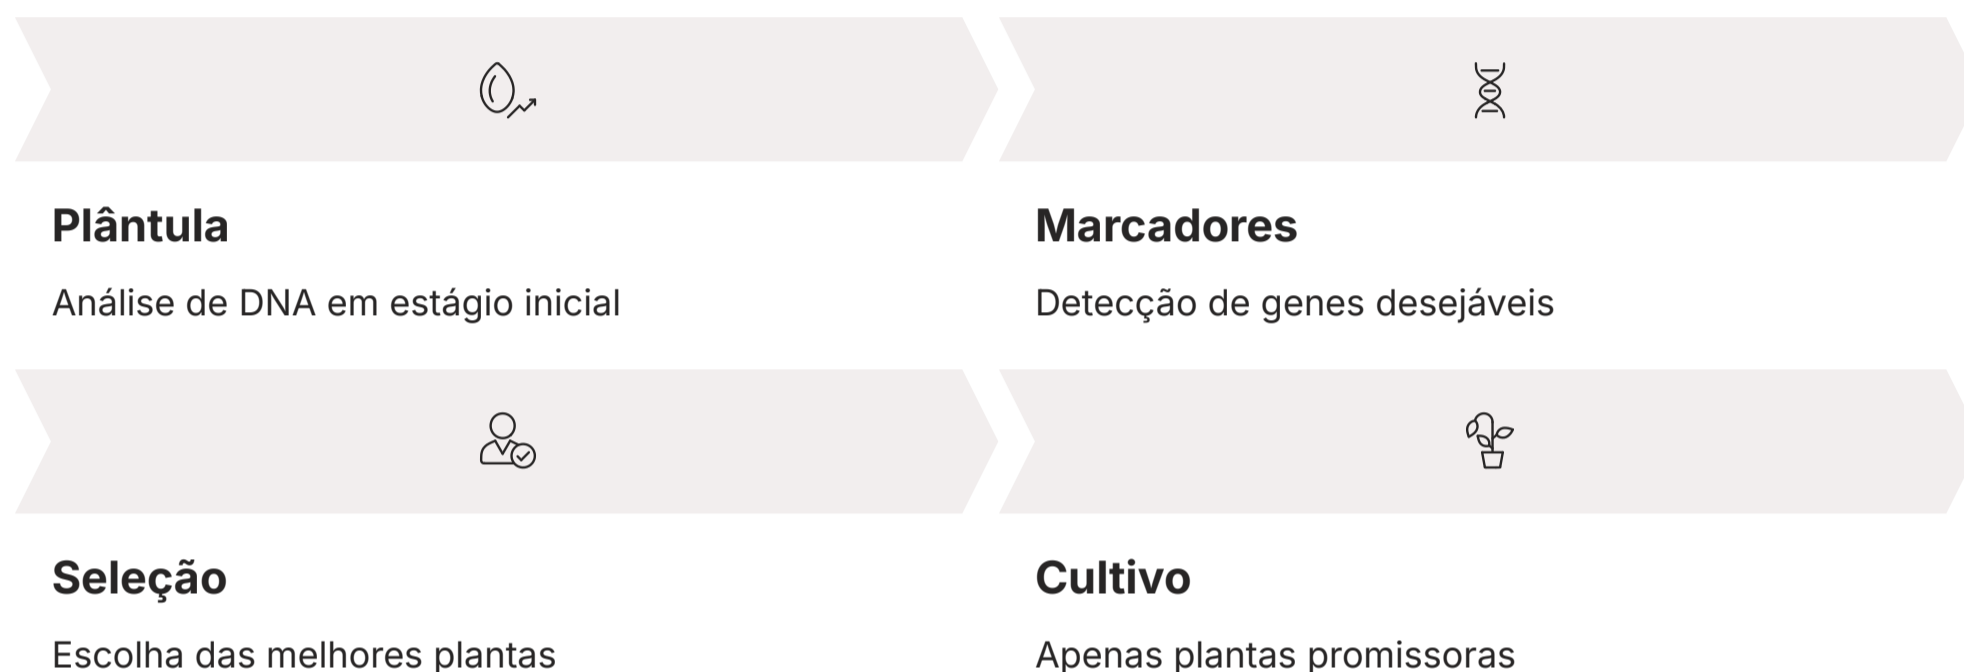 Plântula
Análise de DNA em estágio inicial
Marcadores
Detecção de genes desejáveis
Seleção
Escolha das melhores plantas
Cultivo
Apenas plantas promissoras